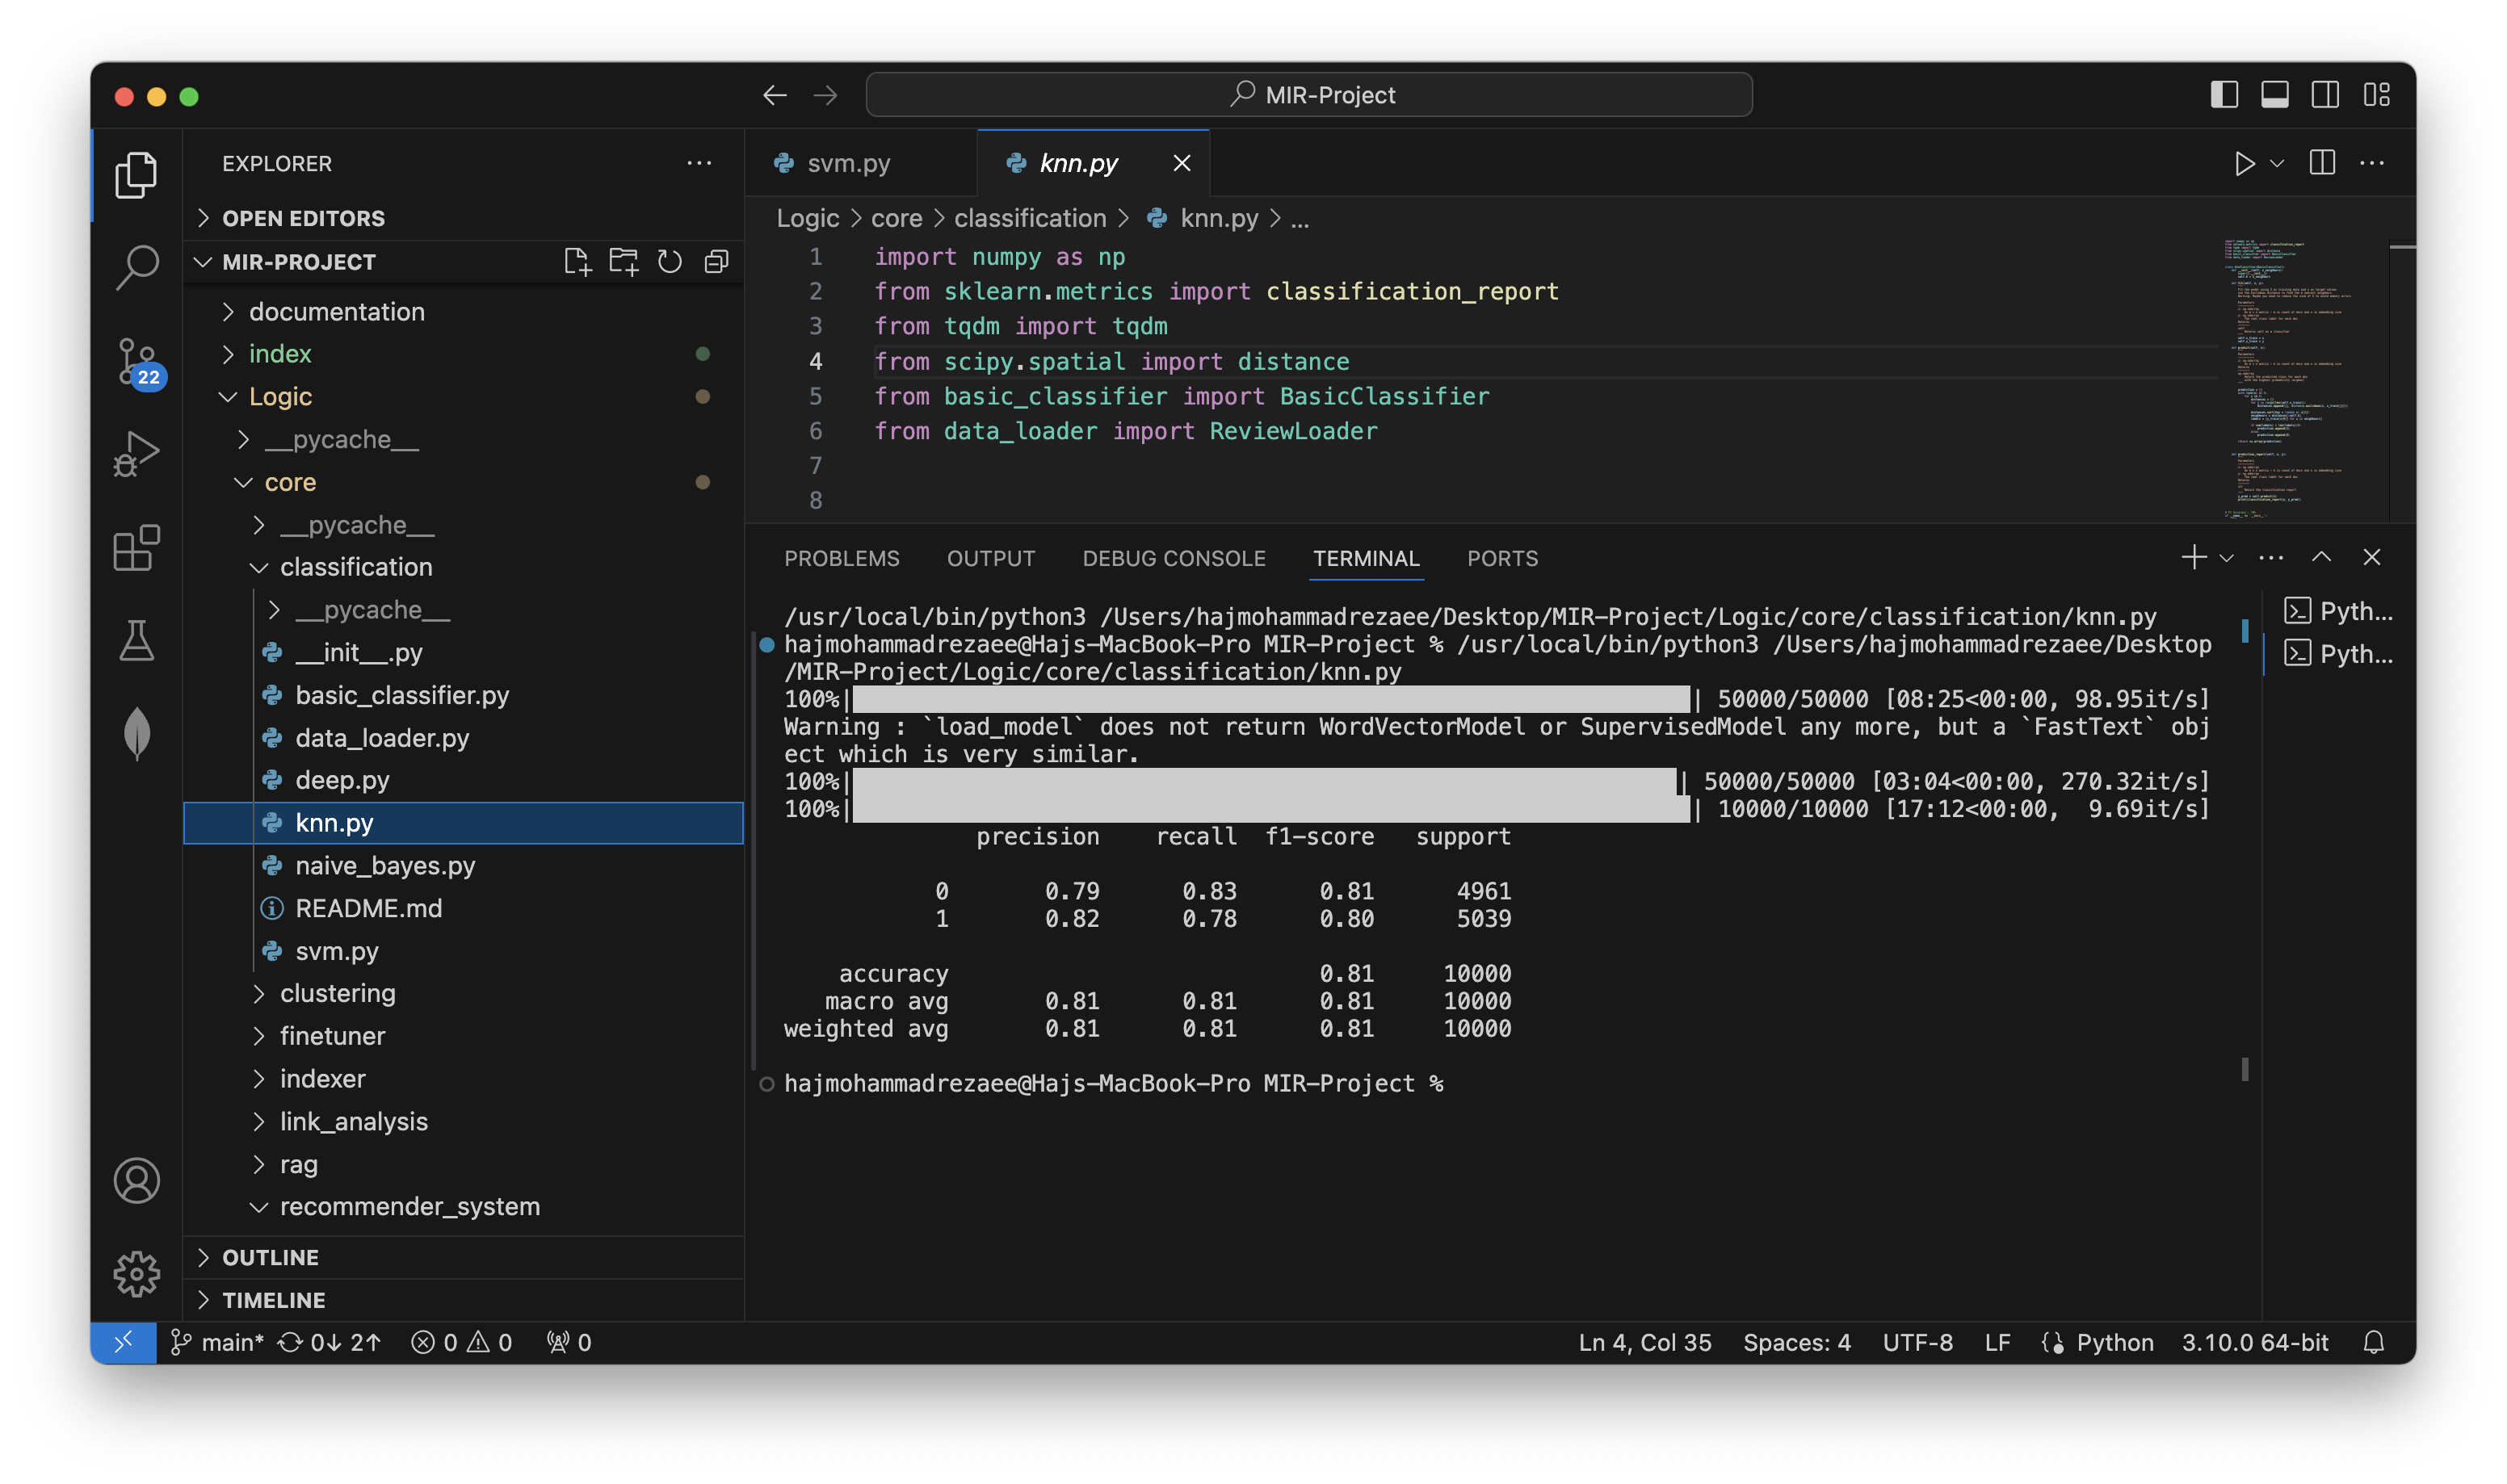 MIR-Project
EXPLORER
OPEN EDITORS
MIR-PROJECT
documentation
index
Logic
__pycache__
core
__pycache__
classification
__pycache__
__init__.py
basic_classifier.py
data_loader.py
deep.py
knn.py
naive_bayes.py
README.md
svm.py
clustering
finetuner
indexer
link_analysis
rag
recommender_system
OUTLINE
TIMELINE
22
svm.py
knn.py
Logic > core > classification > knn.py > ...
1 import numpy as np
2 from sklearn.metrics import classification_report
3 from tqdm import tqdm
4 from scipy.spatial import distance
5 from basic_classifier import BasicClassifier
6 from data_loader import ReviewLoader
7
8
PROBLEMS OUTPUT DEBUG CONSOLE TERMINAL PORTS
/usr/local/bin/python3 /Users/hajmohammadrezaee/Desktop/MIR-Project/Logic/core/classification/knn.py
hajmohammadrezaee@Hajs-MacBook-Pro MIR-Project % /usr/local/bin/python3 /Users/hajmohammadrezaee/Desktop
/MIR-Project/Logic/core/classification/knn.py
100%| | 50000/50000 [08:25<00:00, 98.95it/s]
Warning : `load_model` does not return WordVectorModel or SupervisedModel any more, but a `FastText` obj
ect which is very similar.
100%| | 50000/50000 [03:04<00:00, 270.32it/s]
100%| | 10000/10000 [17:12<00:00, 9.69it/s]
precision recall f1-score support
0 0.79 0.83 0.81 4961
1 0.82 0.78 0.80 5039
accuracy 0.81 10000
macro avg 0.81 0.81 0.81 10000
weighted avg 0.81 0.81 0.81 10000
hajmohammadrezaee@Hajs-MacBook-Pro MIR-Project %
Pyth...
Pyth...
main* 0↓ 2↑ 0 0 0 Ln 4, Col 35 Spaces: 4 UTF-8 LF Python 3.10.0 64-bit